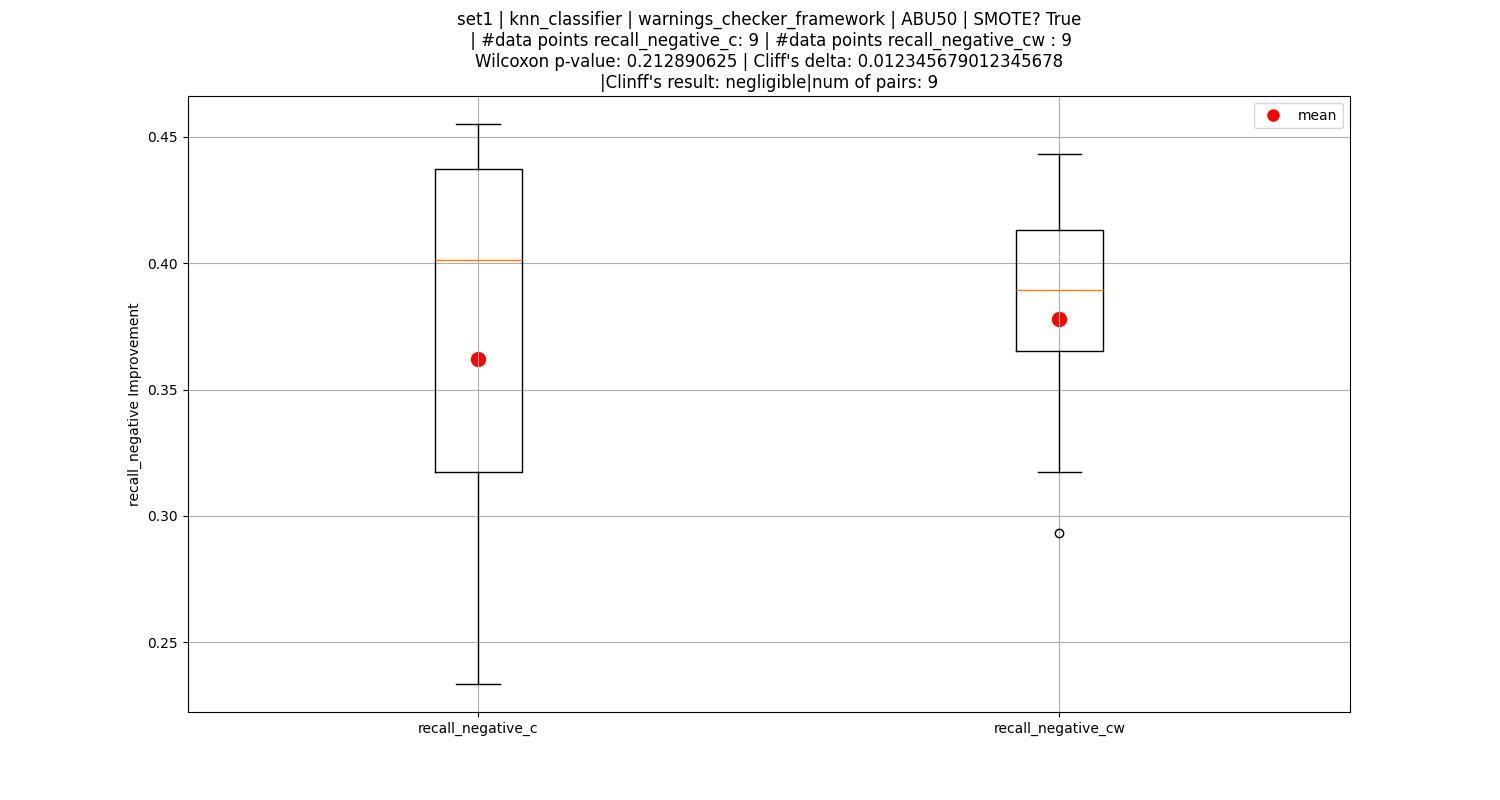 set1 | knn_classifier | warnings_checker_framework | ABU50 | SMOTE? True
| #data points recall_negative_c: 9 | #data points recall_negative_cw : 9
Wilcoxon p-value: 0.212890625 | Cliff's delta: 0.012345679012345678
|Clinff's result: negligible|num of pairs: 9
mean
0.45
0.40
0.35
0.30
0.25
recall_negative Improvement
recall_negative_c
recall_negative_cw